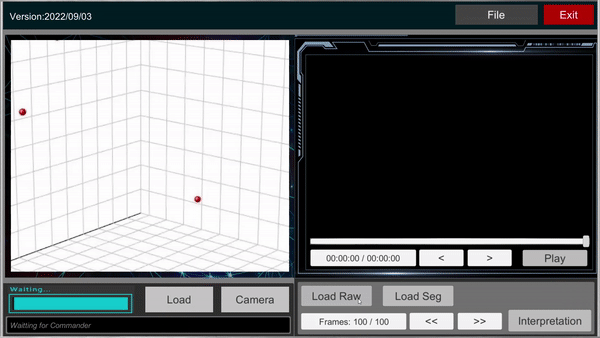 Version:2022/09/03
File
Exit
00:00:00 / 00:00:00
<
>
Play
Waiting...
Load
Camera
Waitting for Commander
Load Raw
Load Seg
Frames: 100 / 100
<<
>>
Interpretation